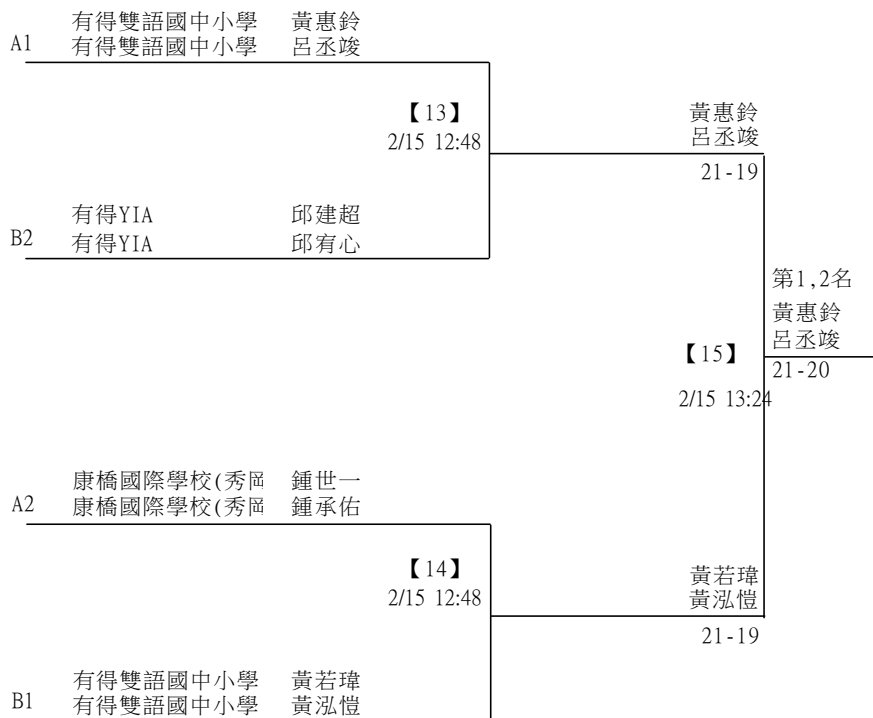 A1
有得雙語國中小學 黃惠鈴
有得雙語國中小學 呂丞竣
【13】
2/15 12:48
黃惠鈴
呂丞竣
21-19
B2
有得YIA 邱建超
有得YIA 邱宥心
第1,2名
黃惠鈴
呂丞竣
21-20
【15】
2/15 13:24
A2
康橋國際學校(秀岡 鍾世一
康橋國際學校(秀岡 鍾承佑
【14】
2/15 12:48
黃若瑋
黃泓愷
21-19
B1
有得雙語國中小學 黃若瑋
有得雙語國中小學 黃泓愷